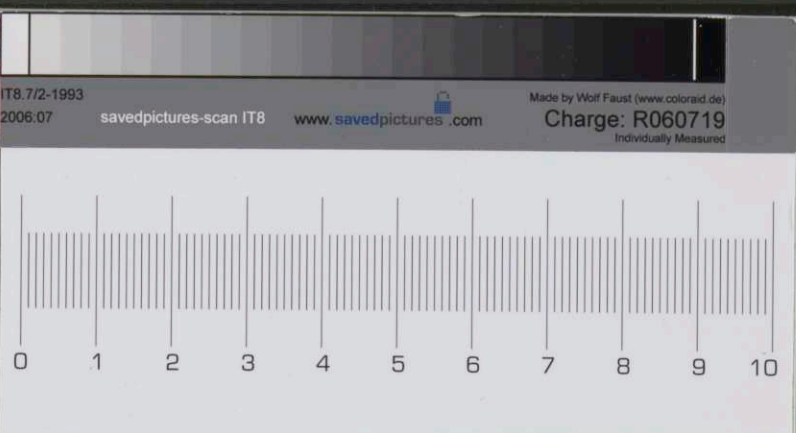 IT8.7/2-1993
2006:07
savedpictures-scan IT8
www.savedpictures.com
Made by Wolf Faust (www.coloraid.de)
Charge: R060719
Individually Measured
0 1 2 3 4 5 6 7 8 9 10